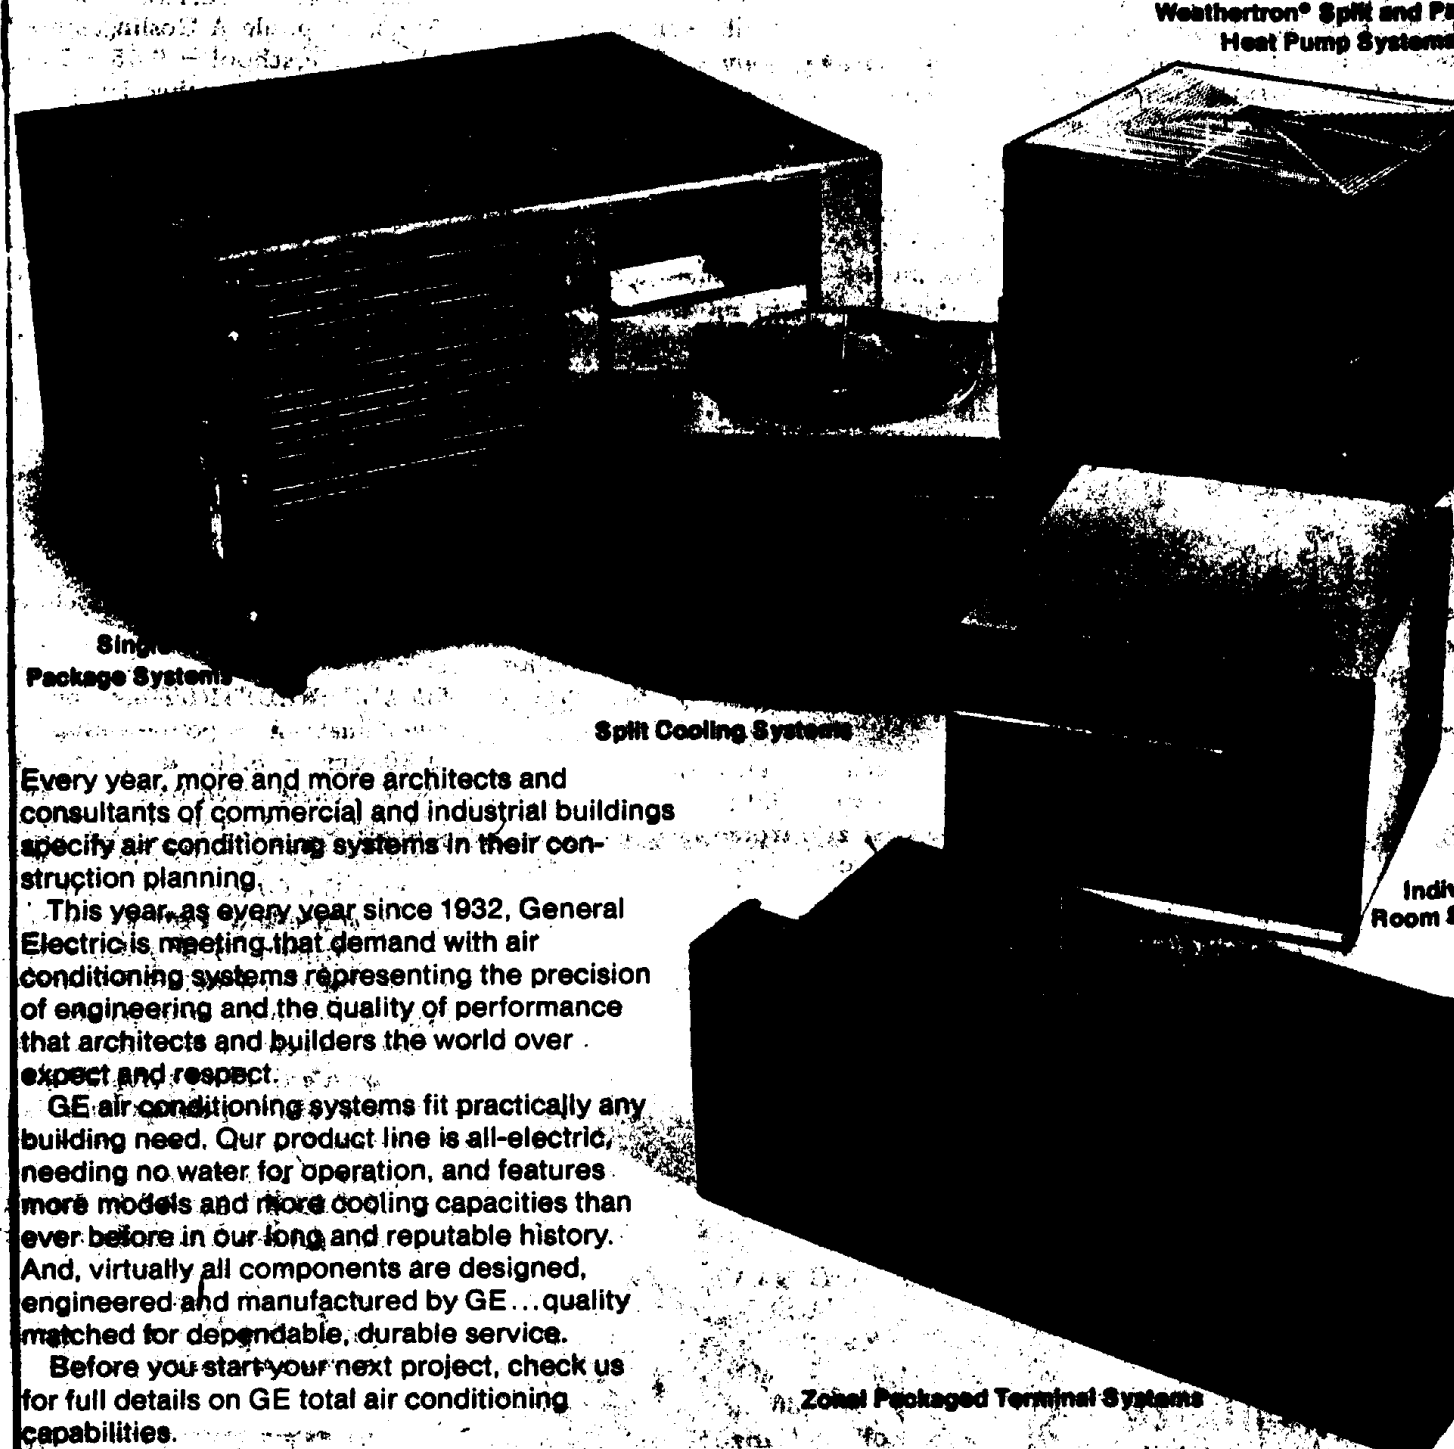 Weathertron® Split and
Heat Pump Systems
Package Systems
Split Cooling Systems
Every year, more and more architects and
consultants of commercial and industrial buildings
specify air conditioning systems in their con-
struction planning.
This year, as every year since 1932, General
Electric is meeting that demand with air
conditioning systems representing the precision
of engineering and the quality of performance
that architects and builders the world over
expect and respect.
GE air conditioning systems fit practically any
building need. Our product line is all-electric,
needing no water for operation, and features
more models and more cooling capacities than
ever before in our long and reputable history.
And, virtually all components are designed,
engineered and manufactured by GE...quality
matched for dependable, durable service.
Before you start your next project, check us
for full details on GE total air conditioning
capabilities.
Room
Zonal Packaged Terminal Systems